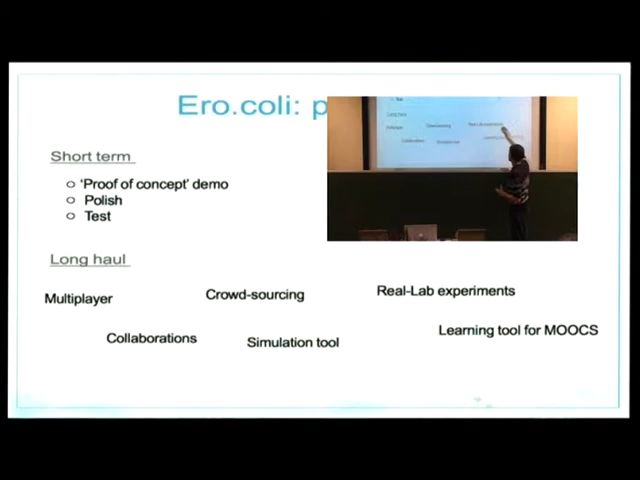 Ero.coli: p
Short term
‘Proof of concept’ demo
Polish
Test
Long haul
Multiplayer
Crowd-sourcing
Real-Lab experiments
Collaborations
Simulation tool
Learning tool for MOOCS